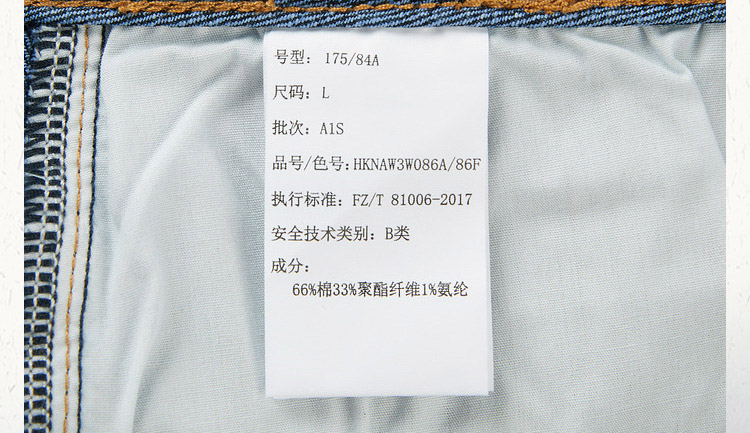 号型: 175/84A
尺码: L
批次: A1S
品号/色号: HKNAW3W086A/86F
执行标准: FZ/T 81006-2017
安全技术类别: B类
成分:
66%棉33%聚酯纤维1%氨纶